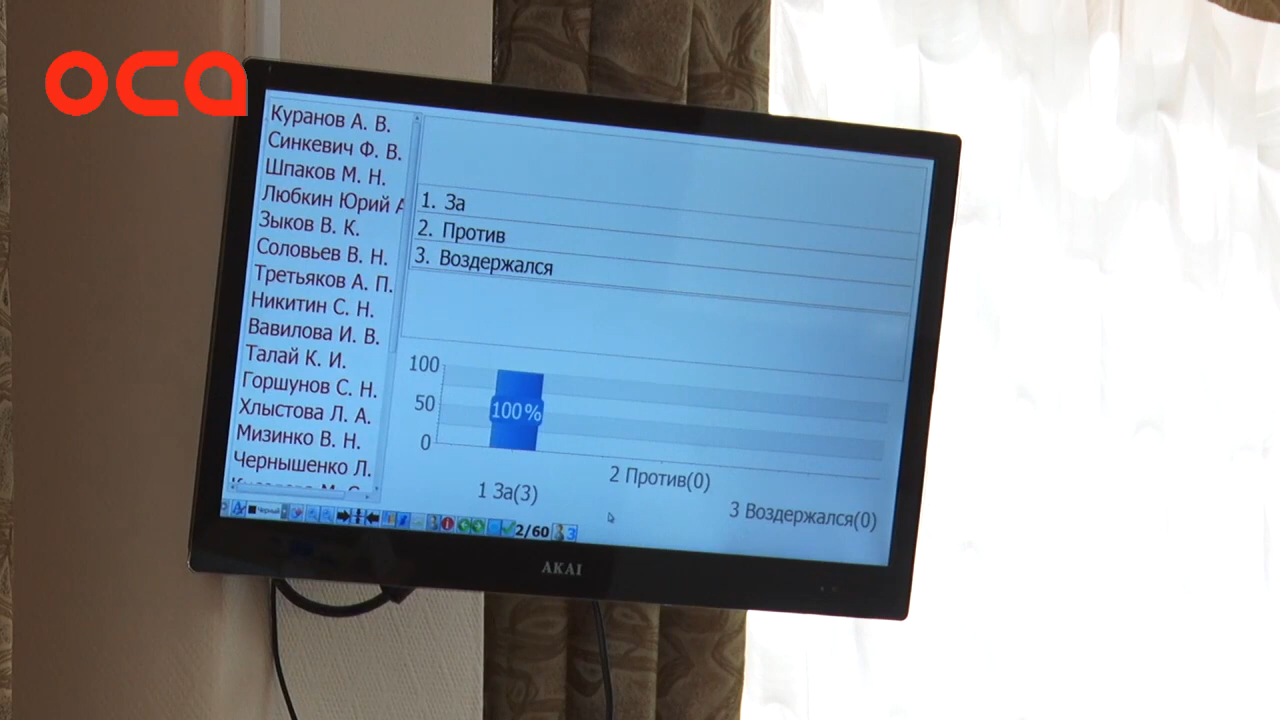 оса
Куранов А. В.
Синкевич Ф. В.
Шпаков М. Н.
Любкин Юрий А
Зыков В. К.
Соловьев В. Н.
Третьяков А. П.
Никитин С. Н.
Вавилова И. В.
Талай К. И.
Горшунов С. Н.
Хлыстова Л. А.
Мизинко В. Н.
Чернышенко Л.
1. За
2. Против
3. Воздержался
100
50
0
100%
1 За(3)
2 Против(0)
3 Воздержался(0)
Черный
2/60
3
AKAI